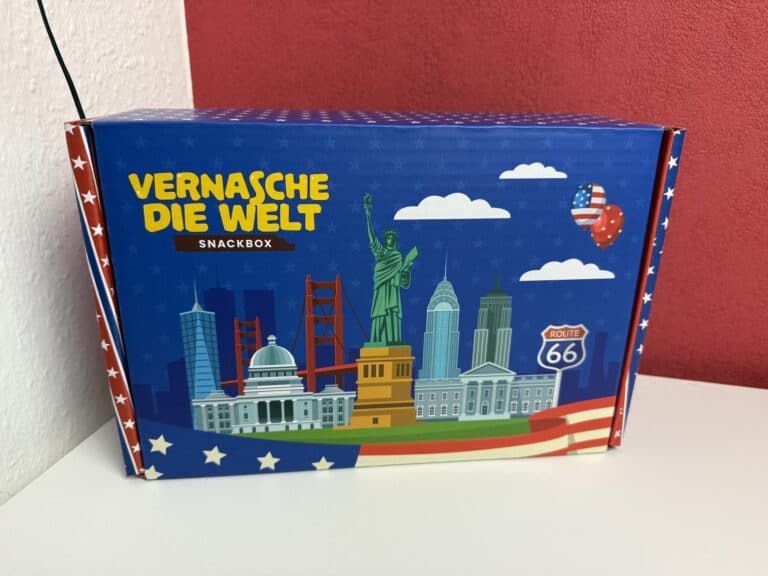 VERNASCHE
DIE WELT
SNACKBOX
ROUTE
66